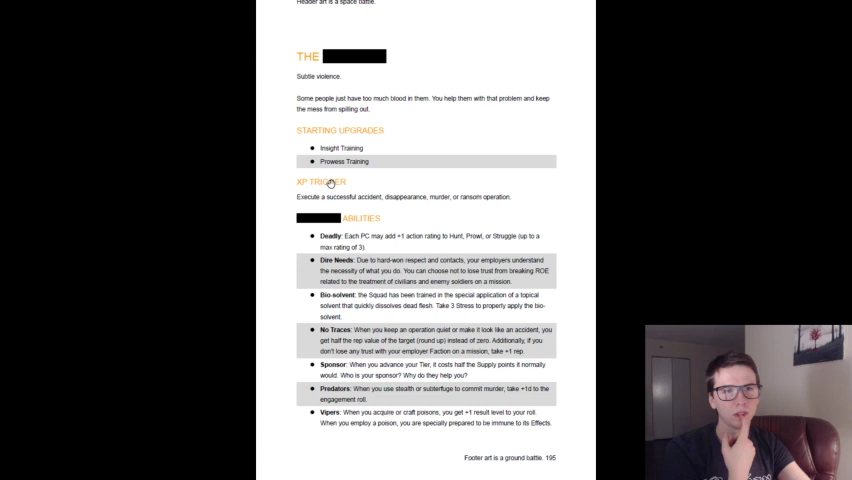 Header art is a space battle.
THE
Subtle violence.
Some people just have too much blood in them. You help them with that problem and keep
the mess from spilling out.
STARTING UPGRADES
● Insight Training
● Prowess Training
XP TRIGGER
Execute a successful accident, disappearance, murder, or ransom operation.
ABILITIES
● Deadly: Each PC may add +1 action rating to Hunt, Prowl, or Struggle (up to a
max rating of 3).
● Dire Needs: Due to hard-won respect and contacts, your employers understand
the necessity of what you do. You can choose not to lose trust from breaking ROE
related to the treatment of civilians and enemy soldiers on a mission.
● Bio-solvent: the Squad has been trained in the special application of a topical
solvent that quickly dissolves dead flesh. Take 3 Stress to properly apply the bio-
solvent.
● No Traces: When you keep an operation quiet or make it look like an accident, you
get half the rep value of the target (round up) instead of zero. Additionally, if you
don't lose any trust with your employer Faction on a mission, take +1 rep.
● Sponsor: When you advance your Tier, it costs half the Supply points it normally
would. Who is your sponsor? Why do they help you?
● Predators: When you use stealth or subterfuge to commit murder, take +1d to the
engagement roll.
● Vipers: When you acquire or craft poisons, you get +1 result level to your roll.
When you employ a poison, you are specially prepared to be immune to its Effects.
Footer art is a ground battle. 195